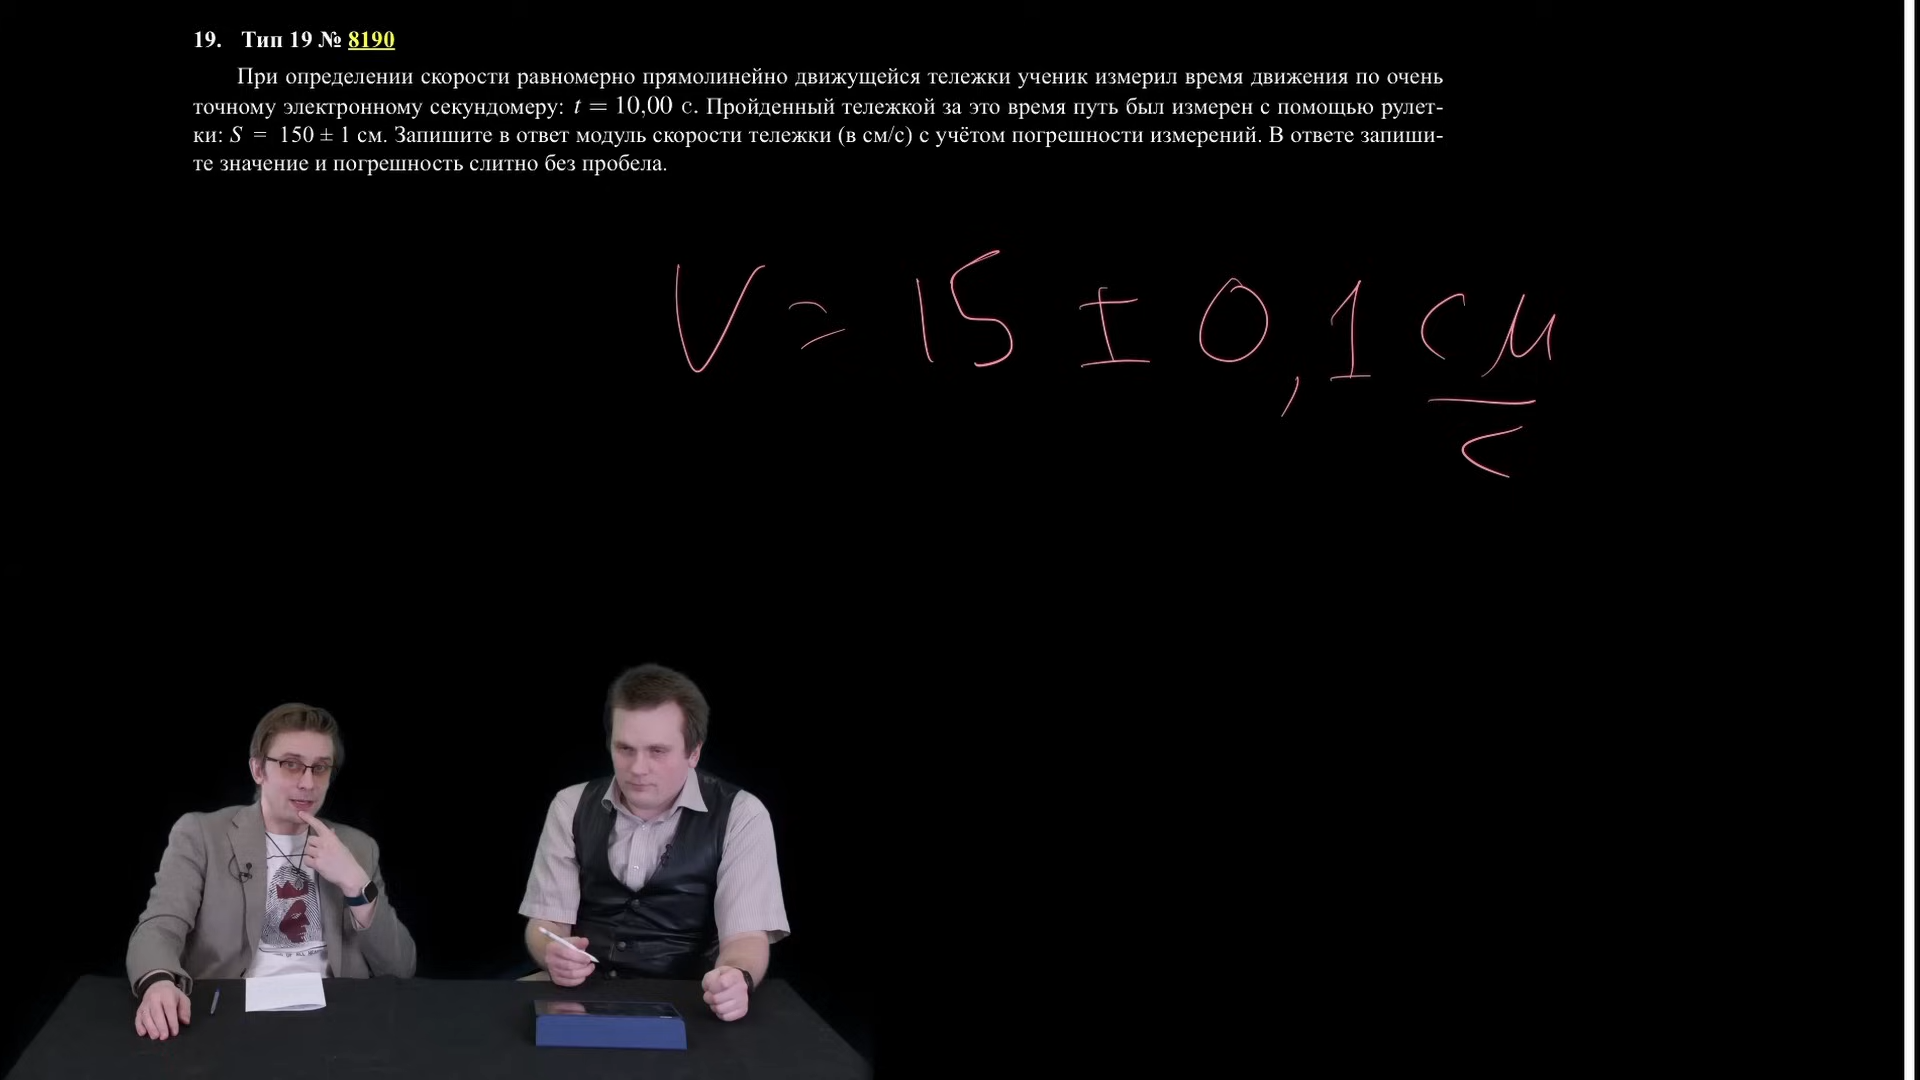 19. Тип 19 № 8190
При определении скорости равномерно прямолинейно движущейся тележки ученик измерил время движения по очень
точному электронному секундомеру: t = 10,00 с. Пройденный тележкой за это время путь был измерен с помощью рулет-
ки: S = 150 ± 1 см. Запишите в ответ модуль скорости тележки (в см/с) с учётом погрешности измерений. В ответе запиши-
те значение и погрешность слитно без пробела.
V = 15 ± 0,1 см
с